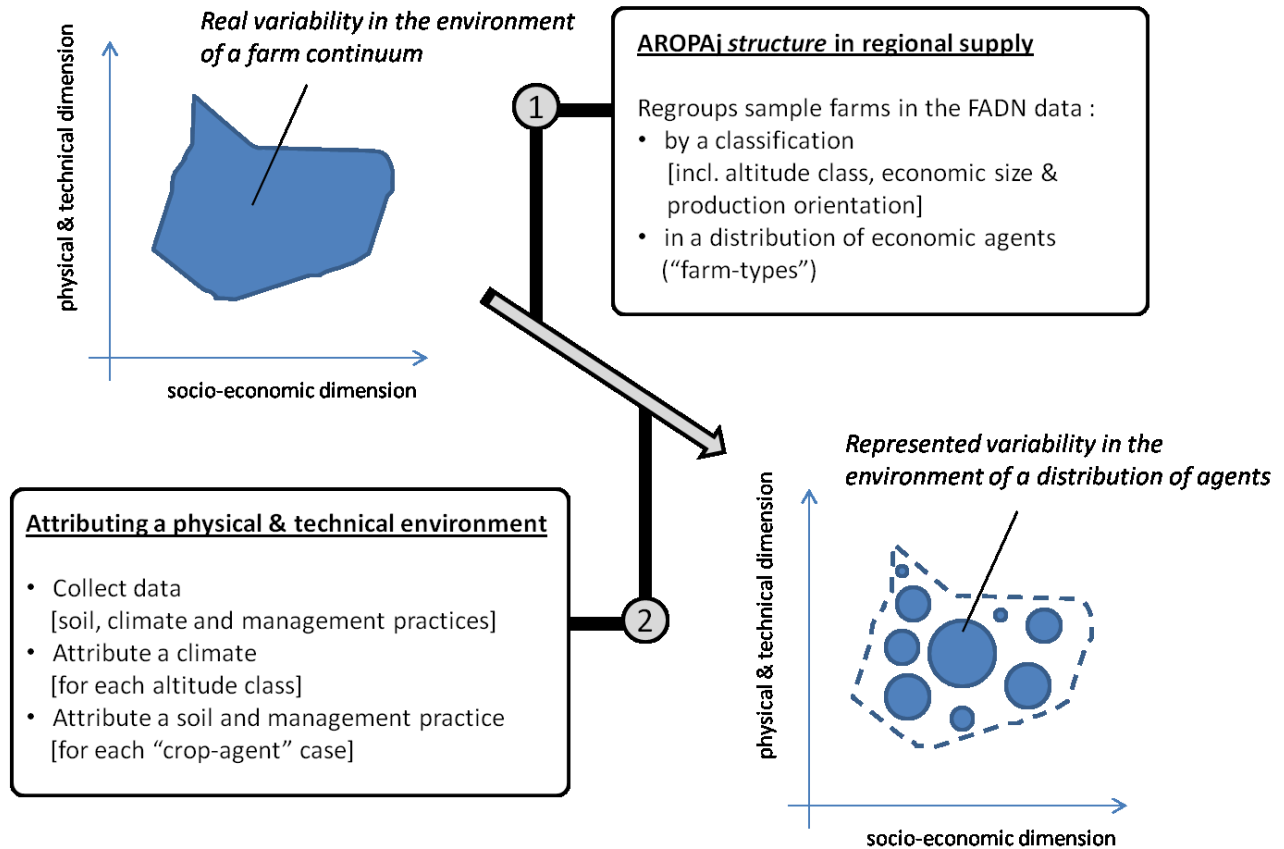 Real variability in the environment
of a farm continuum
physical & technical dimension
socio-economic dimension
1
AROPAj structure in regional supply
Regroups sample farms in the FADN data :
• by a classification
[incl. altitude class, economic size &
production orientation]
• in a distribution of economic agents
(“farm-types”)
Attributing a physical & technical environment
• Collect data
[soil, climate and management practices]
• Attribute a climate
[for each altitude class]
• Attribute a soil and management practice
[for each “crop-agent” case]
2
Represented variability in the
environment of a distribution of agents
physical & technical dimension
socio-economic dimension